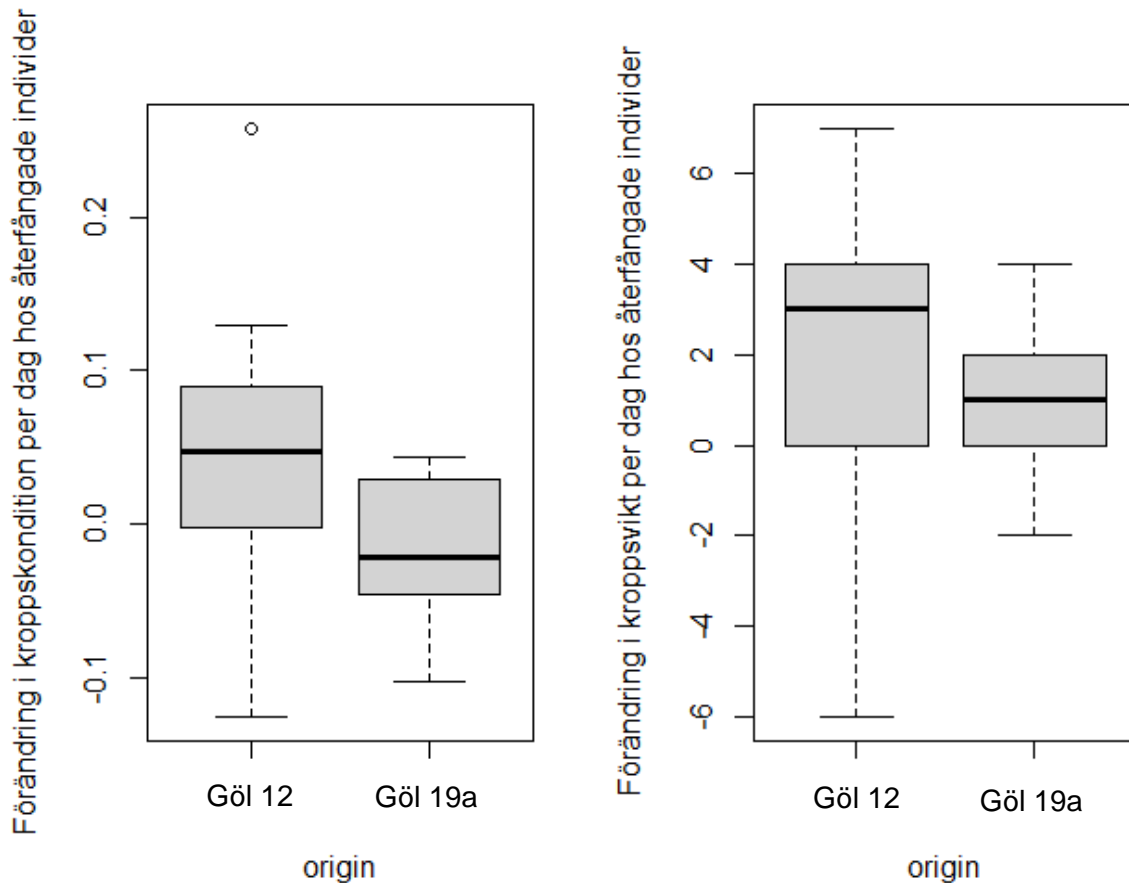 Förändring i kroppskondition per dag hos återfångade individer
0.2
0.1
0.0
-0.1
Göl 12
Göl 19a
origin
Förändring i kroppsvikt per dag hos återfångade individer
6
4
2
0
-2
-4
-6
Göl 12
Göl 19a
origin